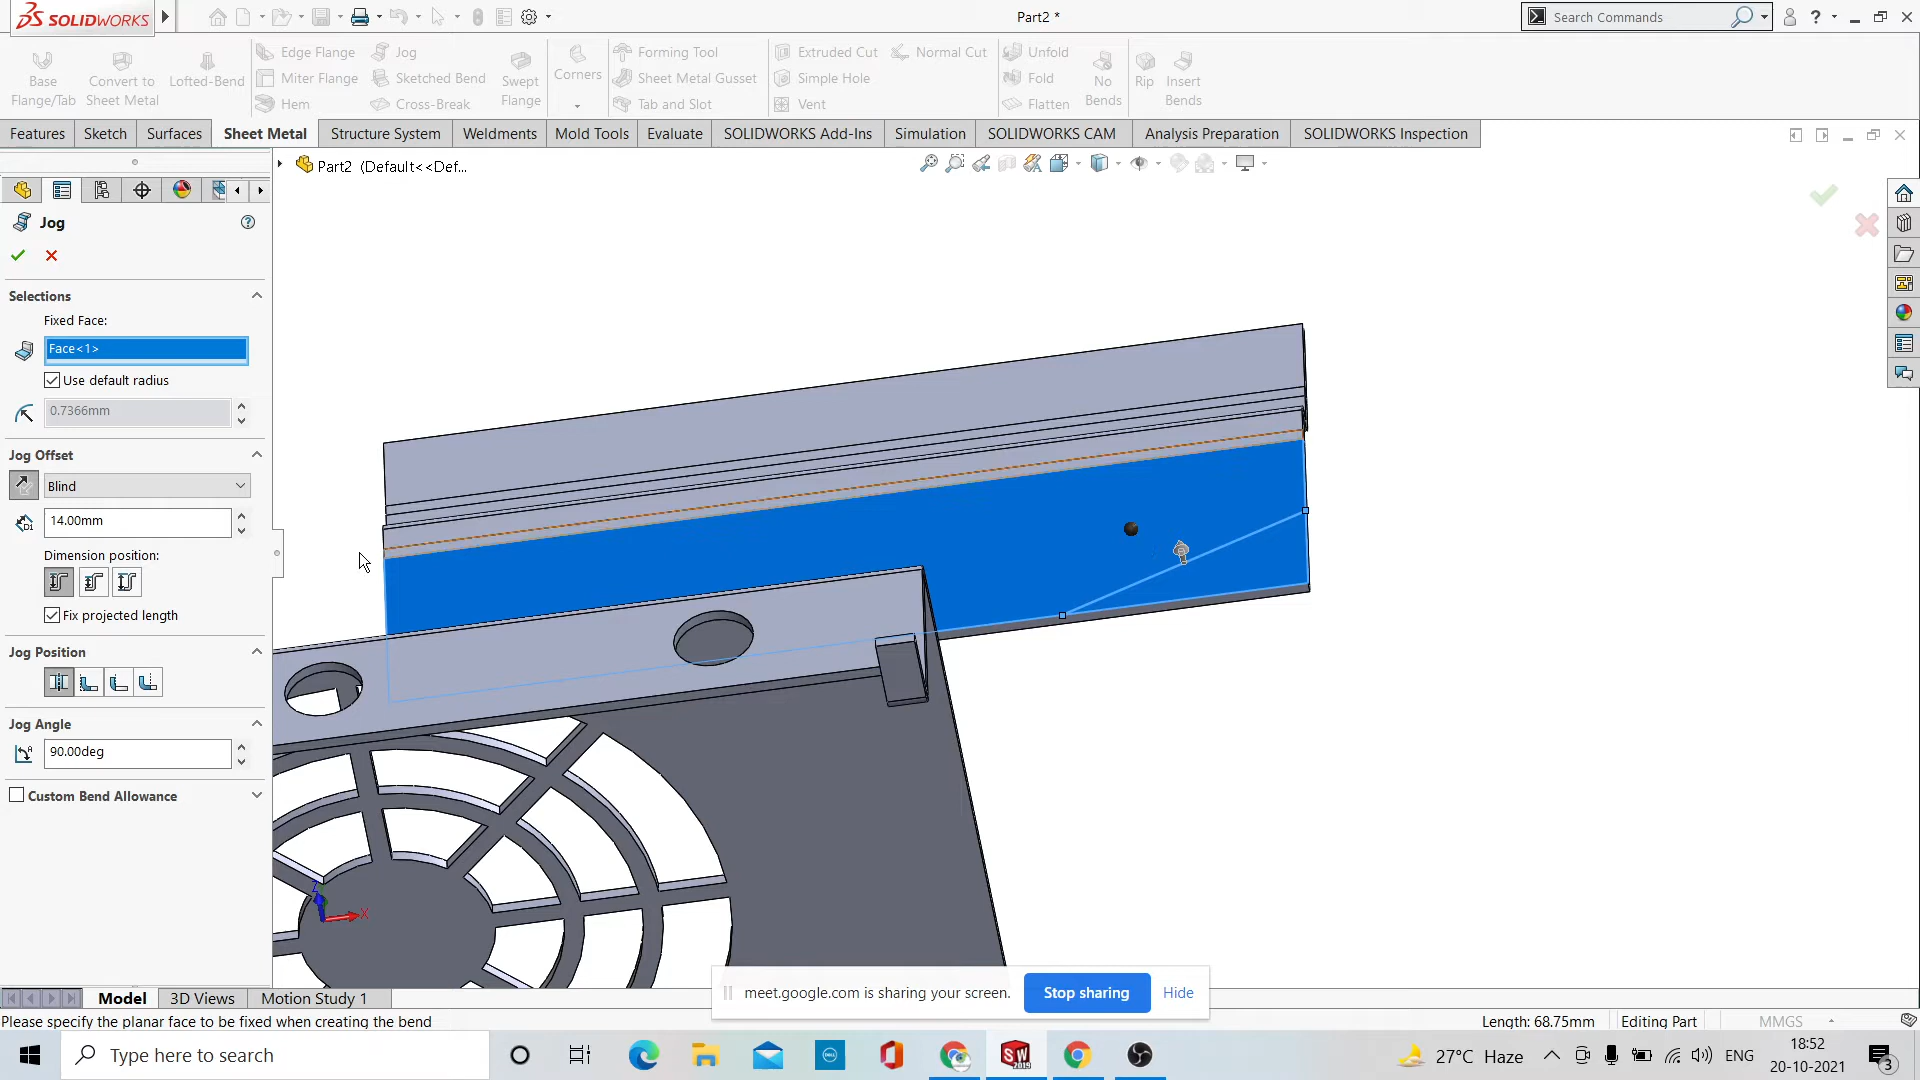 SOLIDWORKS
Part2 *
Search Commands
Base Flange/Tab
Convert to Sheet Metal
Lofted-Bend
Edge Flange
Miter Flange
Hem
Jog
Sketched Bend
Cross-Break
Swept Flange
Corners
Forming Tool
Sheet Metal Gusset
Tab and Slot
Extruded Cut
Simple Hole
Vent
Normal Cut
Unfold
Fold
Flatten
No Bends
Rip
Insert Bends
Features
Sketch
Surfaces
Sheet Metal
Structure System
Weldments
Mold Tools
Evaluate
SOLIDWORKS Add-Ins
Simulation
SOLIDWORKS CAM
Analysis Preparation
SOLIDWORKS Inspection
Part2 (Default<<Def...
Jog
Selections
Fixed Face:
Face<1>
Use default radius
0.7366mm
Jog Offset
Blind
14.00mm
Dimension position:
Fix projected length
Jog Position
Jog Angle
90.00deg
Custom Bend Allowance
Z
X
meet.google.com is sharing your screen.
Stop sharing
Hide
Model
3D Views
Motion Study 1
Please specify the planar face to be fixed when creating the bend
Length: 68.75mm
Editing Part
MMGS
Type here to search
27°C Haze
ENG
18:52
20-10-2021
3